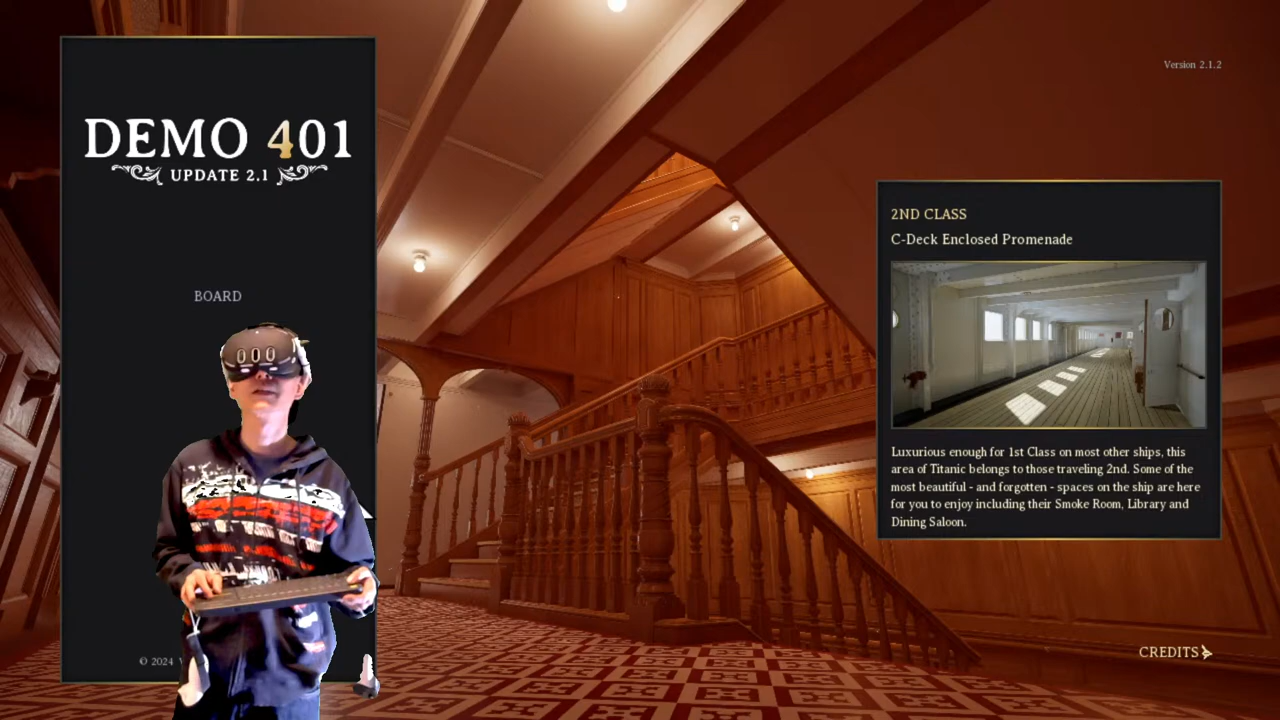 DEMO 401
UPDATE 2.1
BOARD
© 2024
Version 2.1.2
2ND CLASS
C-Deck Enclosed Promenade
Luxurious enough for 1st Class on most other ships, this
area of Titanic belongs to those traveling 2nd. Some of the
most beautiful - and forgotten - spaces on the ship are here
for you to enjoy including their Smoke Room, Library and
Dining Saloon.
CREDITS